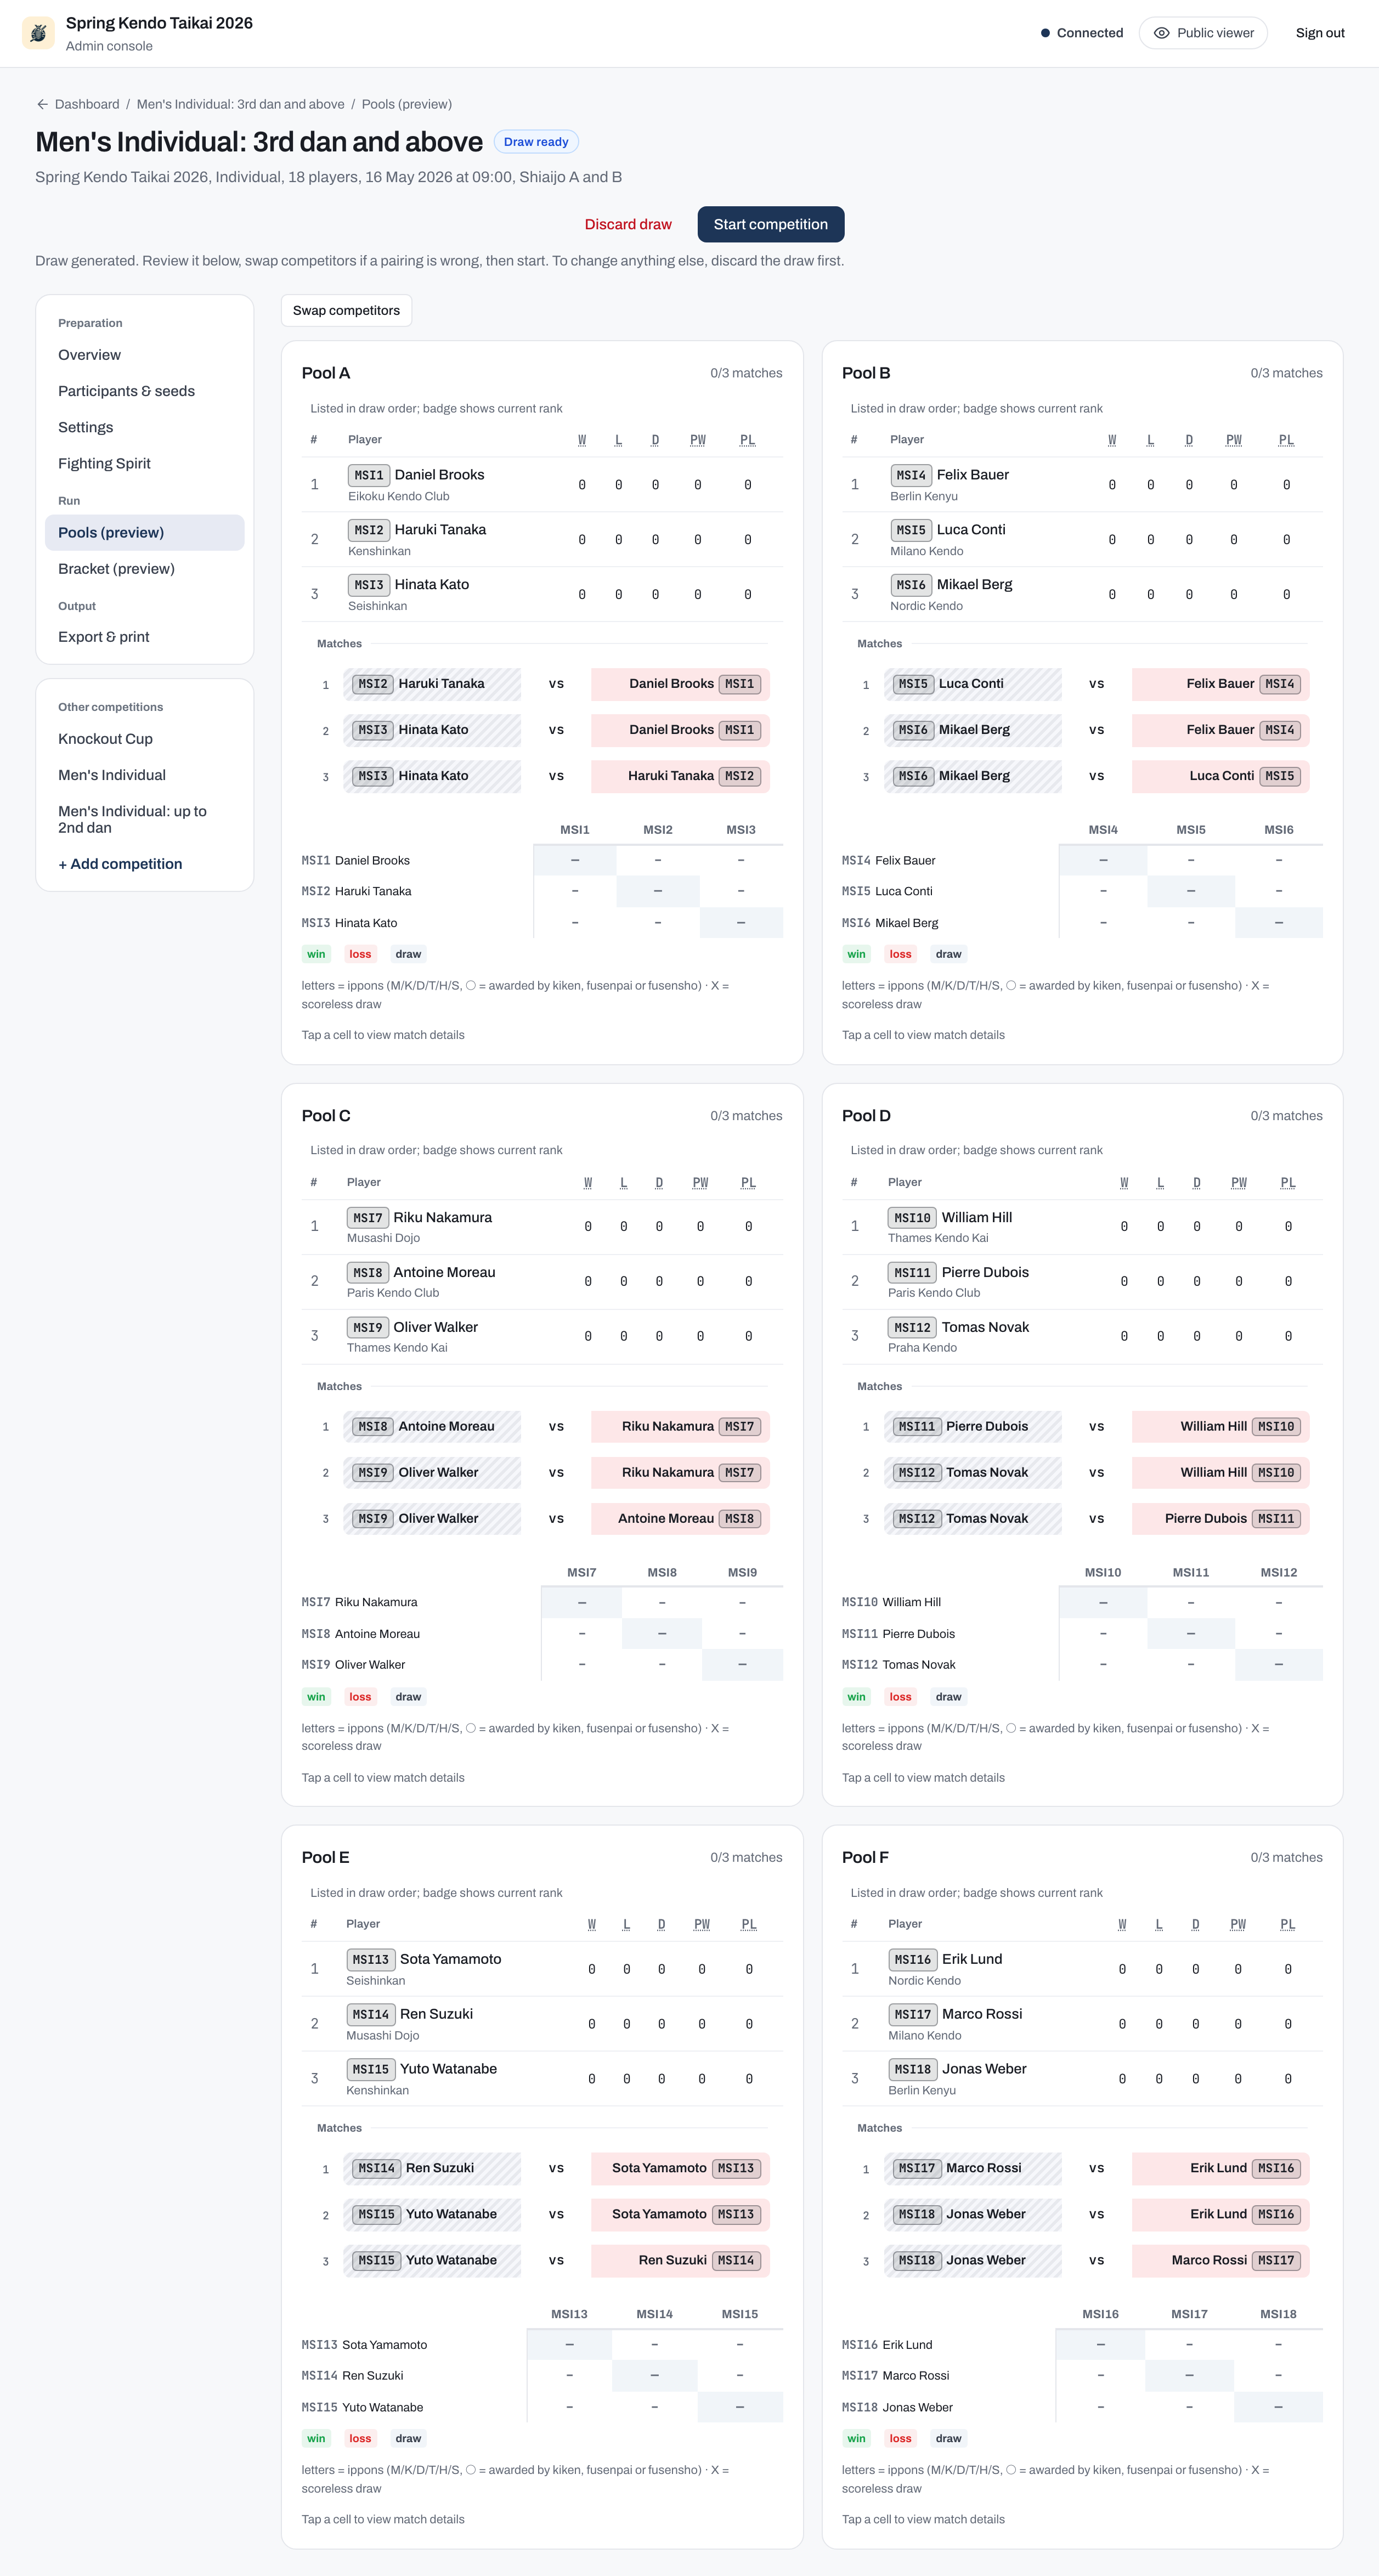 Spring Kendo Taikai 2026
Admin console
Connected
Public viewer
Sign out
Dashboard / Men's Individual: 3rd dan and above / Pools (preview)
Men's Individual: 3rd dan and above
Draw ready
Spring Kendo Taikai 2026, Individual, 18 players, 16 May 2026 at 09:00, Shiaijo A and B
Discard draw
Start competition
Draw generated. Review it below, swap competitors if a pairing is wrong, then start. To change anything else, discard the draw first.
Preparation
Overview
Participants & seeds
Settings
Fighting Spirit
Run
Pools (preview)
Bracket (preview)
Output
Export & print
Other competitions
Knockout Cup
Men's Individual
Men's Individual: up to
2nd dan
+ Add competition
Swap competitors
Pool A
0/3 matches
Listed in draw order; badge shows current rank
# Player W L D PW PL
1 MSI1 Daniel Brooks 0 0 0 0 0
Eikoku Kendo Club
2 MSI2 Haruki Tanaka 0 0 0 0 0
Kenshinkan
3 MSI3 Hinata Kato 0 0 0 0 0
Seishinkan
Matches
1 MSI2 Haruki Tanaka vs Daniel Brooks MSI1
2 MSI3 Hinata Kato vs Daniel Brooks MSI1
3 MSI3 Hinata Kato vs Haruki Tanaka MSI2
MSI1 MSI2 MSI3
MSI1 Daniel Brooks — – –
MSI2 Haruki Tanaka – — –
MSI3 Hinata Kato – – —
win loss draw
letters = ippons (M/K/D/T/H/S, ○ = awarded by kiken, fusenpai or fusensho) · X =
scoreless draw
Tap a cell to view match details
Pool B
0/3 matches
Listed in draw order; badge shows current rank
# Player W L D PW PL
1 MSI4 Felix Bauer 0 0 0 0 0
Berlin Kenyu
2 MSI5 Luca Conti 0 0 0 0 0
Milano Kendo
3 MSI6 Mikael Berg 0 0 0 0 0
Nordic Kendo
Matches
1 MSI5 Luca Conti vs Felix Bauer MSI4
2 MSI6 Mikael Berg vs Felix Bauer MSI4
3 MSI6 Mikael Berg vs Luca Conti MSI5
MSI4 MSI5 MSI6
MSI4 Felix Bauer — – –
MSI5 Luca Conti – — –
MSI6 Mikael Berg – – —
win loss draw
letters = ippons (M/K/D/T/H/S, ○ = awarded by kiken, fusenpai or fusensho) · X =
scoreless draw
Tap a cell to view match details
Pool C
0/3 matches
Listed in draw order; badge shows current rank
# Player W L D PW PL
1 MSI7 Riku Nakamura 0 0 0 0 0
Musashi Dojo
2 MSI8 Antoine Moreau 0 0 0 0 0
Paris Kendo Club
3 MSI9 Oliver Walker 0 0 0 0 0
Thames Kendo Kai
Matches
1 MSI8 Antoine Moreau vs Riku Nakamura MSI7
2 MSI9 Oliver Walker vs Riku Nakamura MSI7
3 MSI9 Oliver Walker vs Antoine Moreau MSI8
MSI7 MSI8 MSI9
MSI7 Riku Nakamura — – –
MSI8 Antoine Moreau – — –
MSI9 Oliver Walker – – —
win loss draw
letters = ippons (M/K/D/T/H/S, ○ = awarded by kiken, fusenpai or fusensho) · X =
scoreless draw
Tap a cell to view match details
Pool D
0/3 matches
Listed in draw order; badge shows current rank
# Player W L D PW PL
1 MSI10 William Hill 0 0 0 0 0
Thames Kendo Kai
2 MSI11 Pierre Dubois 0 0 0 0 0
Paris Kendo Club
3 MSI12 Tomas Novak 0 0 0 0 0
Praha Kendo
Matches
1 MSI11 Pierre Dubois vs William Hill MSI10
2 MSI12 Tomas Novak vs William Hill MSI10
3 MSI12 Tomas Novak vs Pierre Dubois MSI11
MSI10 MSI11 MSI12
MSI10 William Hill — – –
MSI11 Pierre Dubois – — –
MSI12 Tomas Novak – – —
win loss draw
letters = ippons (M/K/D/T/H/S, ○ = awarded by kiken, fusenpai or fusensho) · X =
scoreless draw
Tap a cell to view match details
Pool E
0/3 matches
Listed in draw order; badge shows current rank
# Player W L D PW PL
1 MSI13 Sota Yamamoto 0 0 0 0 0
Seishinkan
2 MSI14 Ren Suzuki 0 0 0 0 0
Musashi Dojo
3 MSI15 Yuto Watanabe 0 0 0 0 0
Kenshinkan
Matches
1 MSI14 Ren Suzuki vs Sota Yamamoto MSI13
2 MSI15 Yuto Watanabe vs Sota Yamamoto MSI13
3 MSI15 Yuto Watanabe vs Ren Suzuki MSI14
MSI13 MSI14 MSI15
MSI13 Sota Yamamoto — – –
MSI14 Ren Suzuki – — –
MSI15 Yuto Watanabe – – —
win loss draw
letters = ippons (M/K/D/T/H/S, ○ = awarded by kiken, fusenpai or fusensho) · X =
scoreless draw
Tap a cell to view match details
Pool F
0/3 matches
Listed in draw order; badge shows current rank
# Player W L D PW PL
1 MSI16 Erik Lund 0 0 0 0 0
Nordic Kendo
2 MSI17 Marco Rossi 0 0 0 0 0
Milano Kendo
3 MSI18 Jonas Weber 0 0 0 0 0
Berlin Kenyu
Matches
1 MSI17 Marco Rossi vs Erik Lund MSI16
2 MSI18 Jonas Weber vs Erik Lund MSI16
3 MSI18 Jonas Weber vs Marco Rossi MSI17
MSI16 MSI17 MSI18
MSI16 Erik Lund — – –
MSI17 Marco Rossi – — –
MSI18 Jonas Weber – – —
win loss draw
letters = ippons (M/K/D/T/H/S, ○ = awarded by kiken, fusenpai or fusensho) · X =
scoreless draw
Tap a cell to view match details